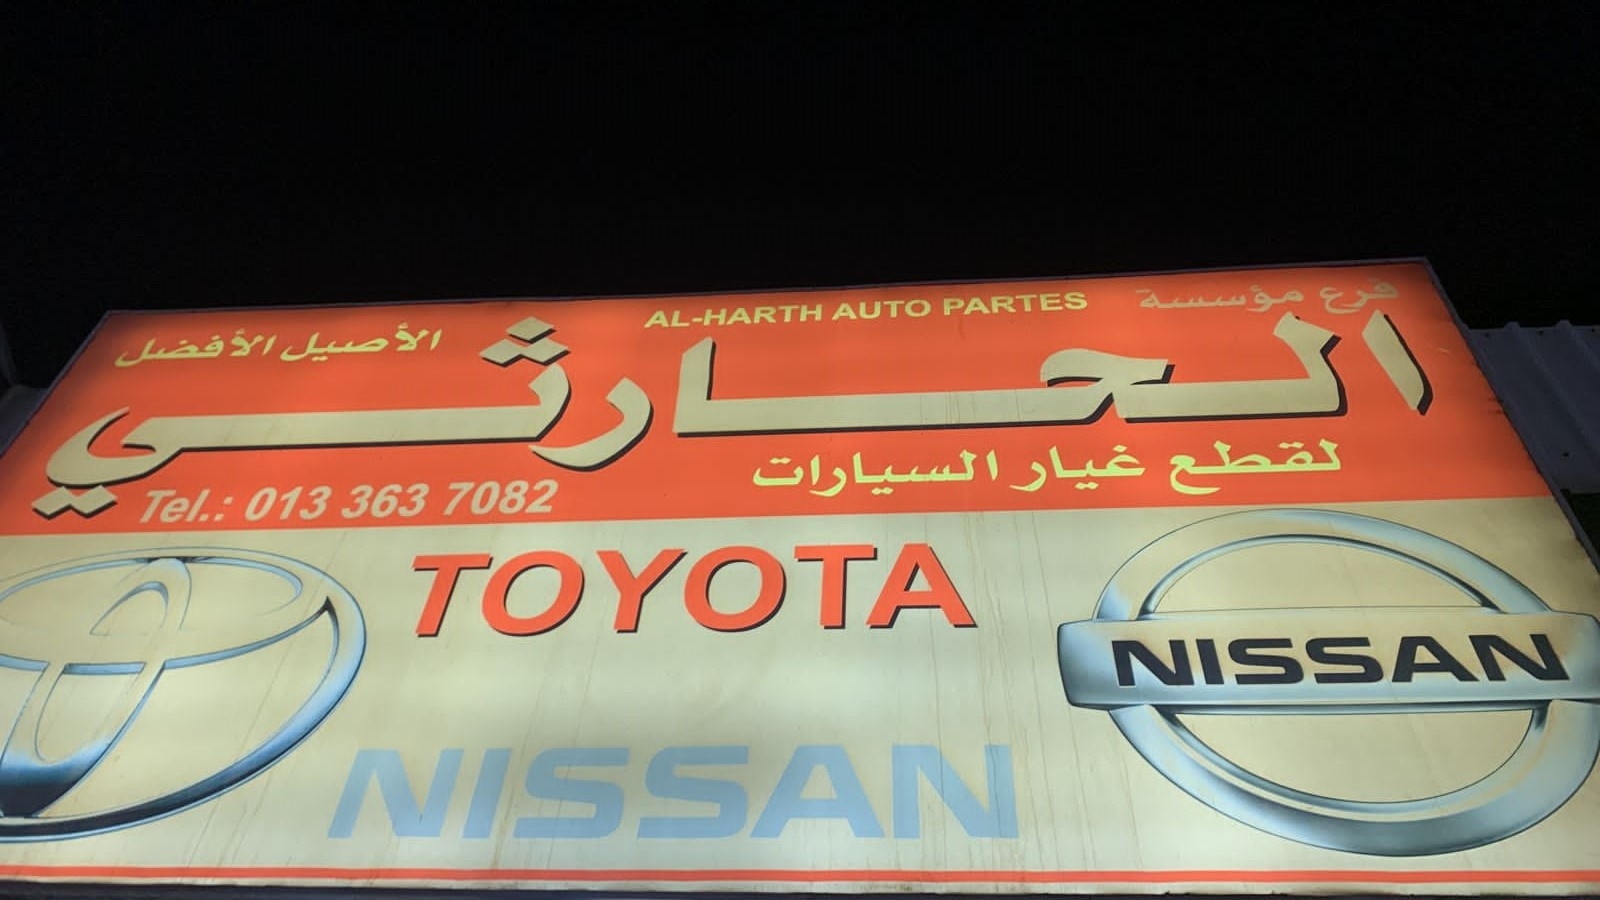 فرع مؤسسة
AL-HARTH AUTO PARTES
الأصيل الأفضل
الحارثي
لقطع غيار السيارات
Tel.: 013 363 7082
TOYOTA
NISSAN
NISSAN